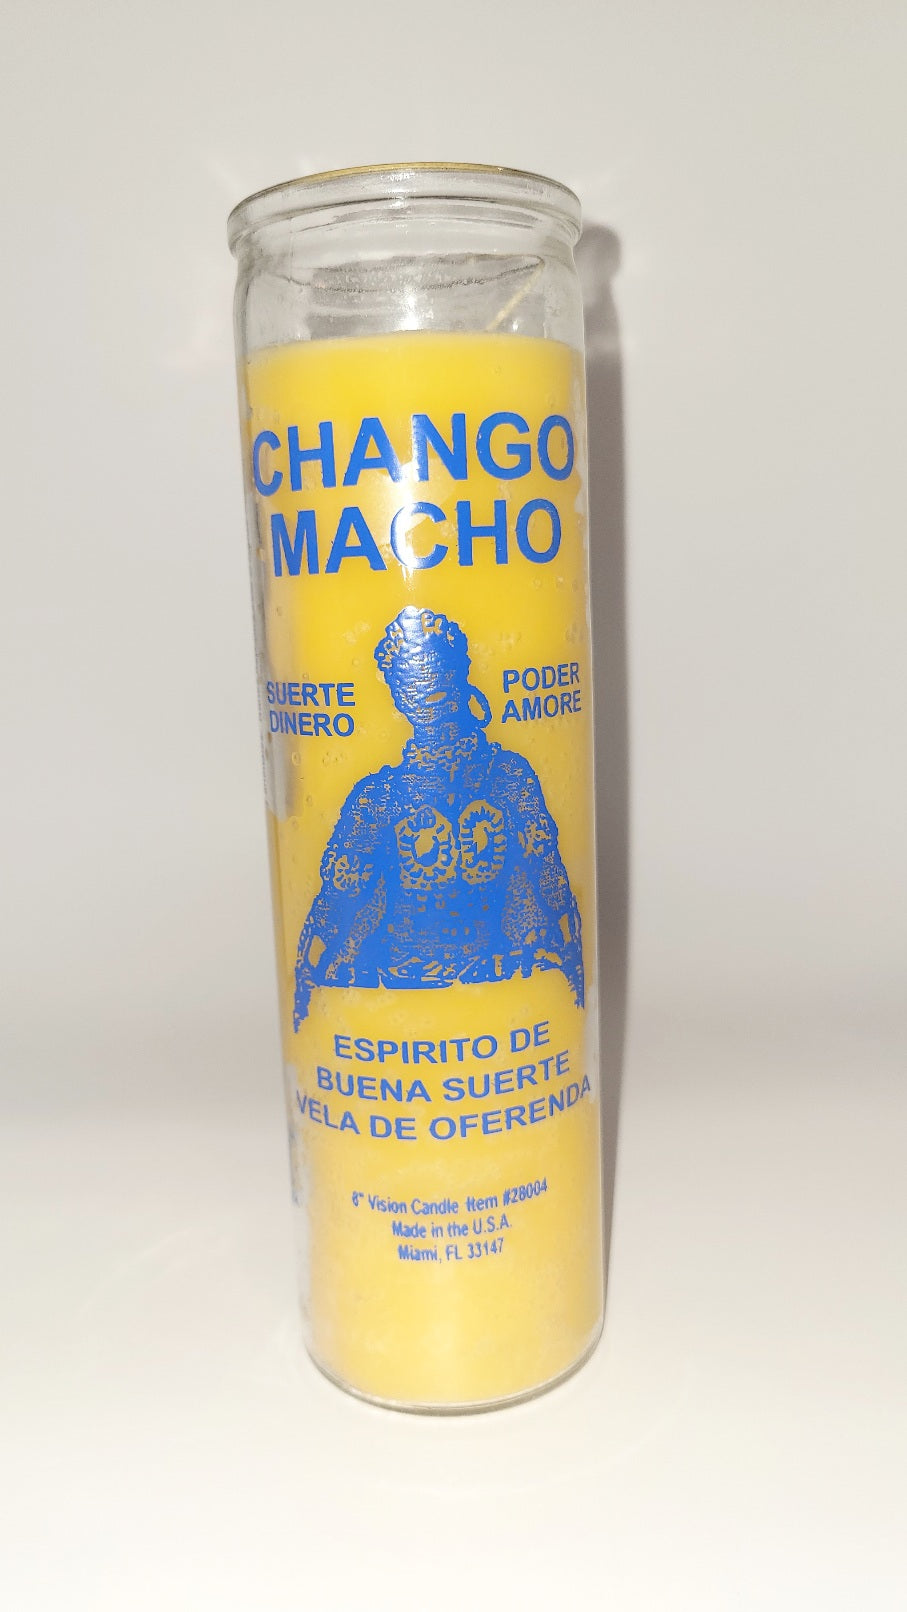 CHANGO
MACHO
SUERTE
DINERO
PODER
AMORE
ESPIRITO DE
BUENA SUERTE
VELA DE OFERENDA
8" Vision Candle Item #28004
Made in the U.S.A.
Miami, FL 33147